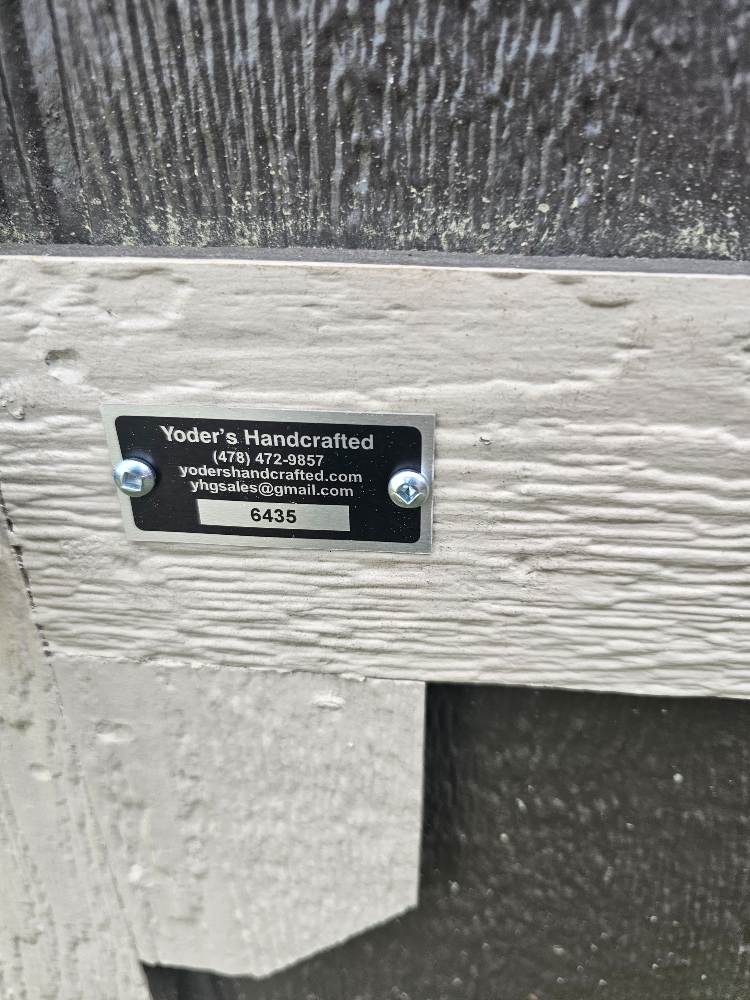 Yoder's Handcrafted
(478) 472-9857
yodershandcrafted.com
yhgsales@gmail.com
6435